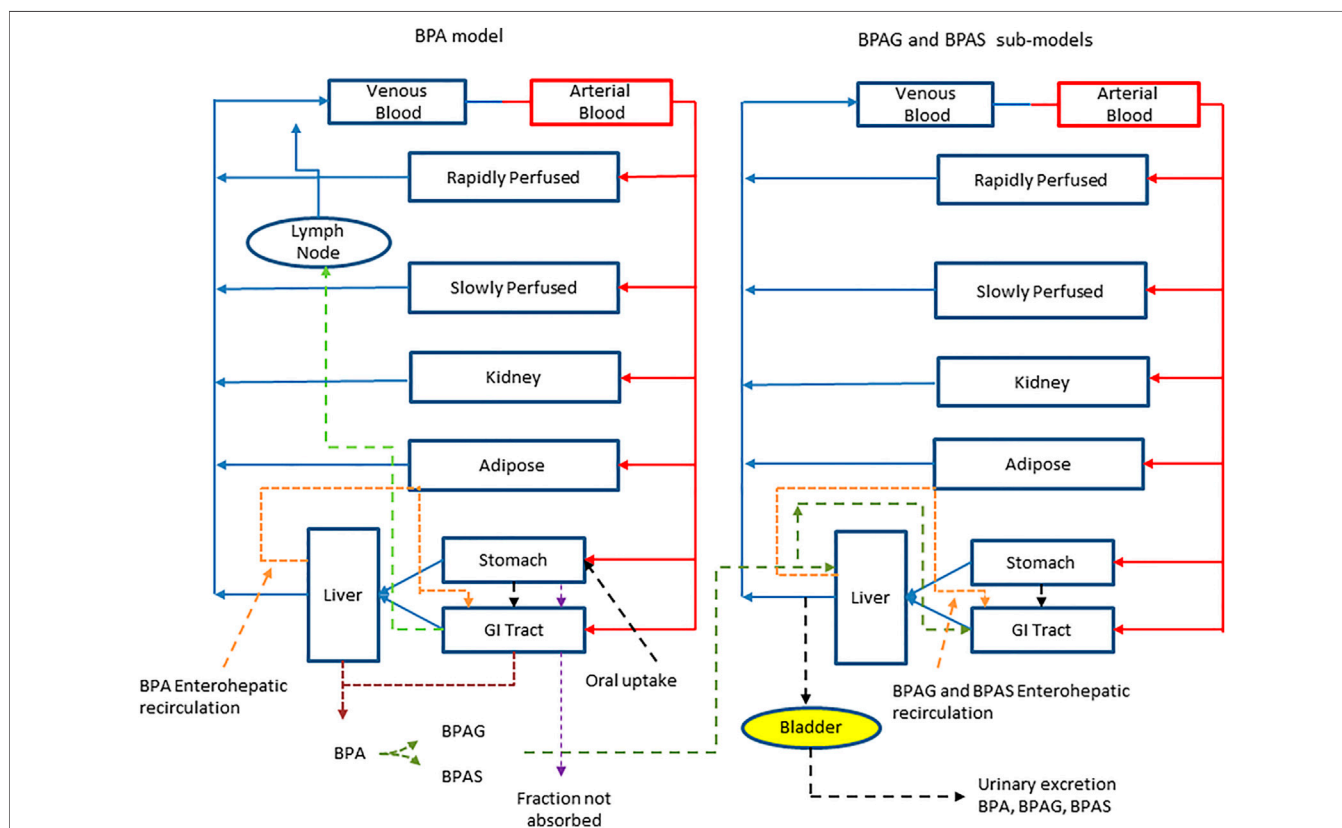 BPA model
Venous
Blood
Arterial
Blood
Rapidly Perfused
Lymph
Node
Slowly Perfused
Kidney
Adipose
Liver
Stomach
GI Tract
BPA Enterohepatic
recirculation
Oral uptake
BPA
BPAG
BPAS
Fraction not
absorbed
BPAG and BPAS sub-models
Venous
Blood
Arterial
Blood
Rapidly Perfused
Slowly Perfused
Kidney
Adipose
Liver
Stomach
GI Tract
BPAG and BPAS Enterohepatic
recirculation
Bladder
Urinary excretion
BPA, BPAG, BPAS